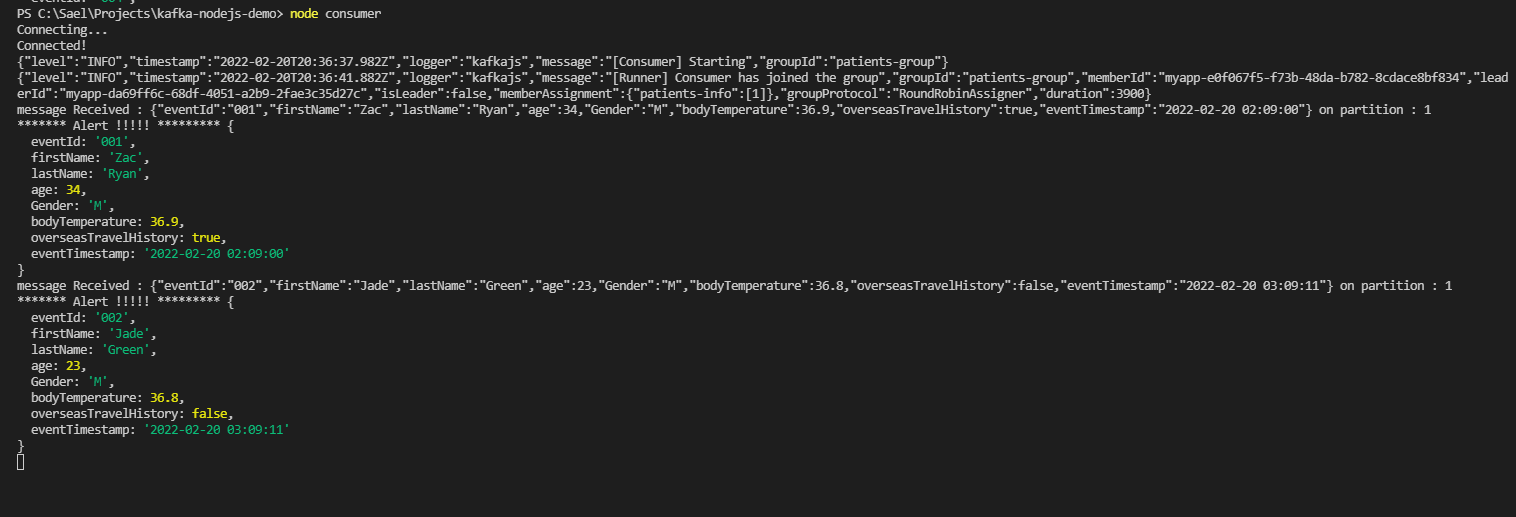 PS C:\Sael\Projects\kafka-nodejs-demo> node consumer
Connecting...
Connected!
{"level":"INFO","timestamp":"2022-02-20T20:36:37.982Z","logger":"kafkajs","message":"[Consumer] Starting","groupId":"patients-group"}
{"level":"INFO","timestamp":"2022-02-20T20:36:41.882Z","logger":"kafkajs","message":"[Runner] Consumer has joined the group","groupId":"patients-group","memberId":"myapp-e0f067f5-f73b-48da-b782-8cdace8bf834","lead
erId":"myapp-da69ff6c-68df-4051-a2b9-2fae3c35d27c","isLeader":false,"memberAssignment":{"patients-info":[1]},"groupProtocol":"RoundRobinAssigner","duration":3900}
message Received : {"eventId":"001","firstName":"Zac","lastName":"Ryan","age":34,"Gender":"M","bodyTemperature":36.9,"overseasTravelHistory":true,"eventTimestamp":"2022-02-20 02:09:00"} on partition : 1
******* Alert !!!!! ********* {
  eventId: '001',
  firstName: 'Zac',
  lastName: 'Ryan',
  age: 34,
  Gender: 'M',
  bodyTemperature: 36.9,
  overseasTravelHistory: true,
  eventTimestamp: '2022-02-20 02:09:00'
}
message Received : {"eventId":"002","firstName":"Jade","lastName":"Green","age":23,"Gender":"M","bodyTemperature":36.8,"overseasTravelHistory":false,"eventTimestamp":"2022-02-20 03:09:11"} on partition : 1
******* Alert !!!!! ********* {
  eventId: '002',
  firstName: 'Jade',
  lastName: 'Green',
  age: 23,
  Gender: 'M',
  bodyTemperature: 36.8,
  overseasTravelHistory: false,
  eventTimestamp: '2022-02-20 03:09:11'
}